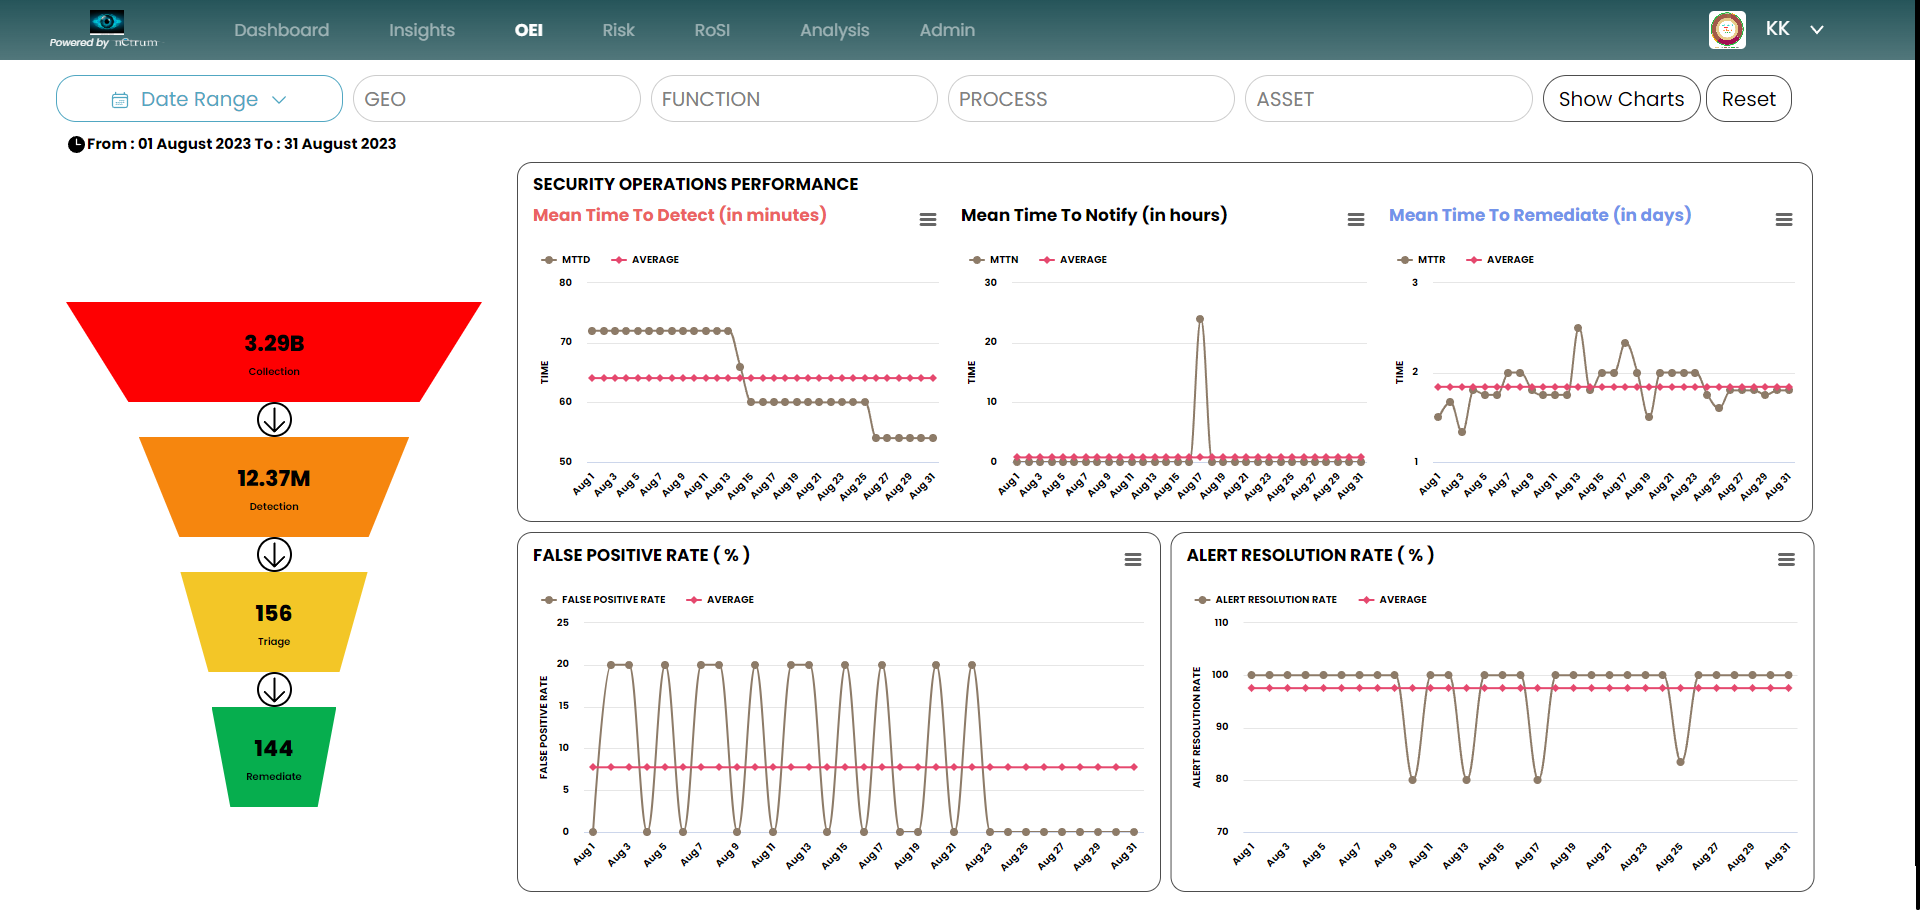 Powered by nCtrum
Dashboard Insights OEI Risk RoSI Analysis Admin
KK
Date Range GEO FUNCTION PROCESS ASSET Show Charts Reset
From : 01 August 2023 To : 31 August 2023
3.29B
Collection
12.37M
Detection
156
Triage
144
Remediate
SECURITY OPERATIONS PERFORMANCE
Mean Time To Detect (in minutes)
MTTD AVERAGE
80
70
60
50
TIME
Aug 1 Aug 3 Aug 5 Aug 7 Aug 9 Aug 11 Aug 13 Aug 15 Aug 17 Aug 19 Aug 21 Aug 23 Aug 25 Aug 27 Aug 29 Aug 31
Mean Time To Notify (in hours)
MTTN AVERAGE
30
20
10
0
TIME
Aug 1 Aug 3 Aug 5 Aug 7 Aug 9 Aug 11 Aug 13 Aug 15 Aug 17 Aug 19 Aug 21 Aug 23 Aug 25 Aug 27 Aug 29 Aug 31
Mean Time To Remediate (in days)
MTTR AVERAGE
3
2
1
TIME
Aug 1 Aug 3 Aug 5 Aug 7 Aug 9 Aug 11 Aug 13 Aug 15 Aug 17 Aug 19 Aug 21 Aug 23 Aug 25 Aug 27 Aug 29 Aug 31
FALSE POSITIVE RATE ( % )
FALSE POSITIVE RATE AVERAGE
25
20
15
10
5
0
FALSE POSITIVE RATE
Aug 1 Aug 3 Aug 5 Aug 7 Aug 9 Aug 11 Aug 13 Aug 15 Aug 17 Aug 19 Aug 21 Aug 23 Aug 25 Aug 27 Aug 29 Aug 31
ALERT RESOLUTION RATE ( % )
ALERT RESOLUTION RATE AVERAGE
110
100
90
80
70
ALERT RESOLUTION RATE
Aug 1 Aug 3 Aug 5 Aug 7 Aug 9 Aug 11 Aug 13 Aug 15 Aug 17 Aug 19 Aug 21 Aug 23 Aug 25 Aug 27 Aug 29 Aug 31